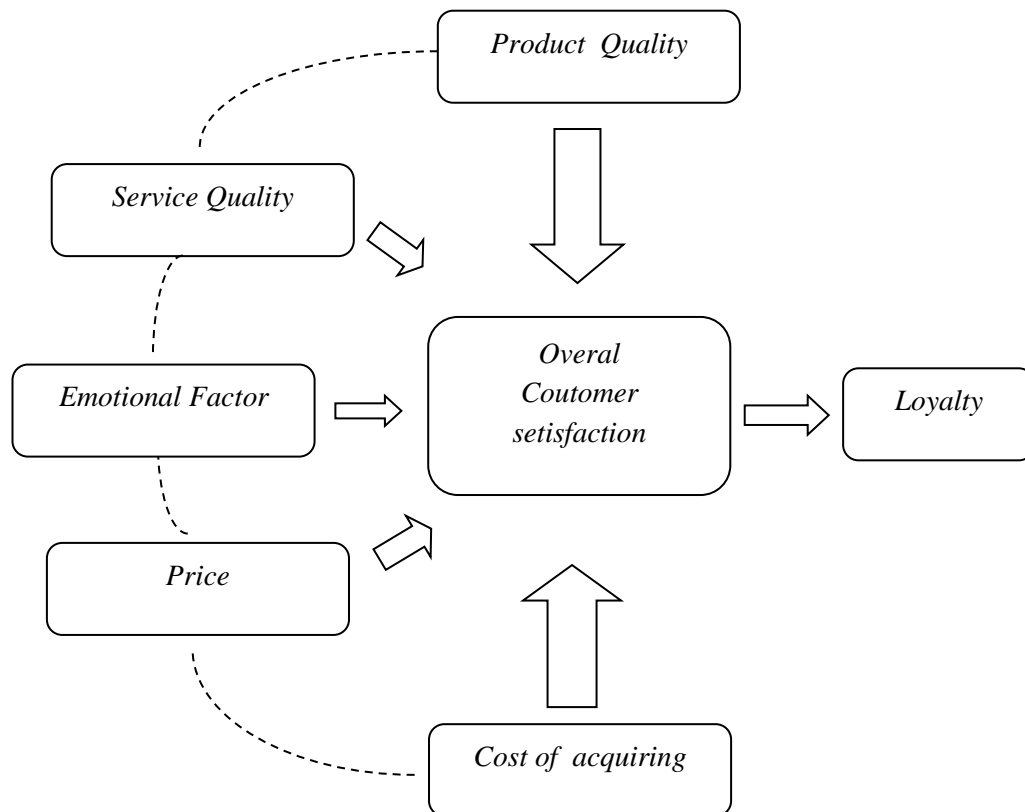 Product Quality
Service Quality
Overal
Coutomer
setisfaction
Emotional Factor
Loyalty
Price
Cost of acquiring